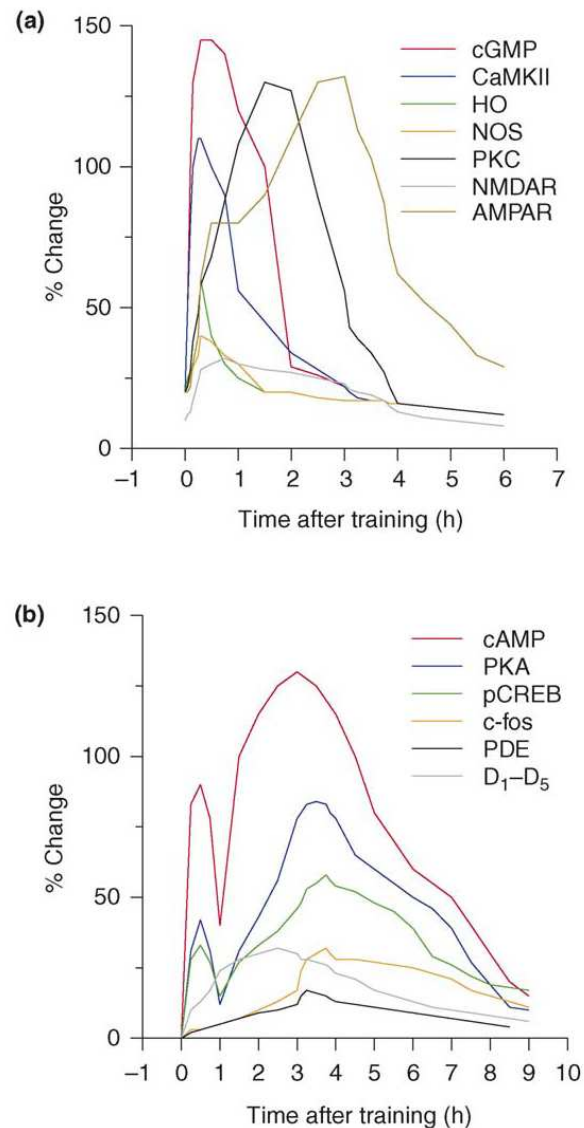 (a)
150
100
50
0
% Change
−1 0 1 2 3 4 5 6 7
Time after training (h)
cGMP
CaMKII
HO
NOS
PKC
NMDAR
AMPAR
(b)
150
100
50
0
% Change
−1 0 1 2 3 4 5 6 7 8 9 10
Time after training (h)
cAMP
PKA
pCREB
c-fos
PDE
D₁–D₅